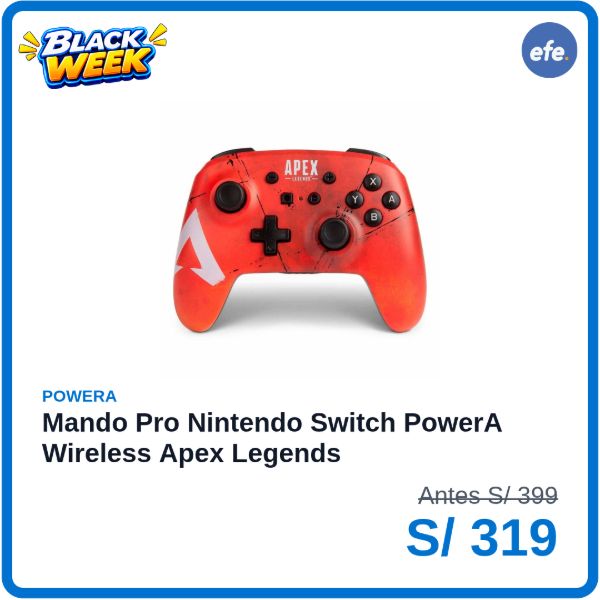 BLACK
WEEK
efe.
APEX
LEGENDS
X
Y
A
B
POWERA
Mando Pro Nintendo Switch PowerA
Wireless Apex Legends
Antes S/ 399
S/ 319